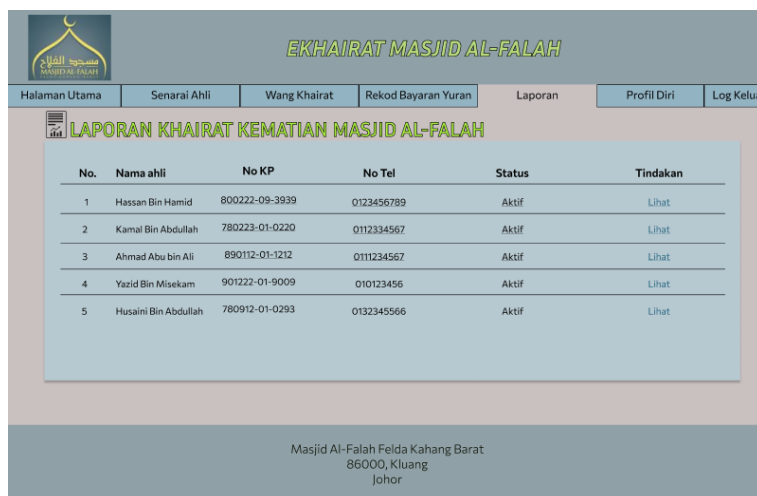 مسجد الفلاح
MASJID AL-FALAH
EKHAIRAT MASJID AL-FALAH
Halaman Utama Senarai Ahli Wang Khairat Rekod Bayaran Yuran Laporan Profil Diri Log Kelua
LAPORAN KHAIRAT KEMATIAN MASJID AL-FALAH
No. Nama ahli No KP No Tel Status Tindakan
1 Hassan Bin Hamid 800222-09-3939 0123456789 Aktif Lihat
2 Kamal Bin Abdullah 780223-01-0220 0112334567 Aktif Lihat
3 Ahmad Abu bin Ali 890112-01-1212 0111234567 Aktif Lihat
4 Yazid Bin Misekam 901222-01-9009 010123456 Aktif Lihat
5 Husaini Bin Abdullah 780912-01-0293 0132345566 Aktif Lihat
Masjid Al-Falah Felda Kahang Barat
86000, Kluang
Johor